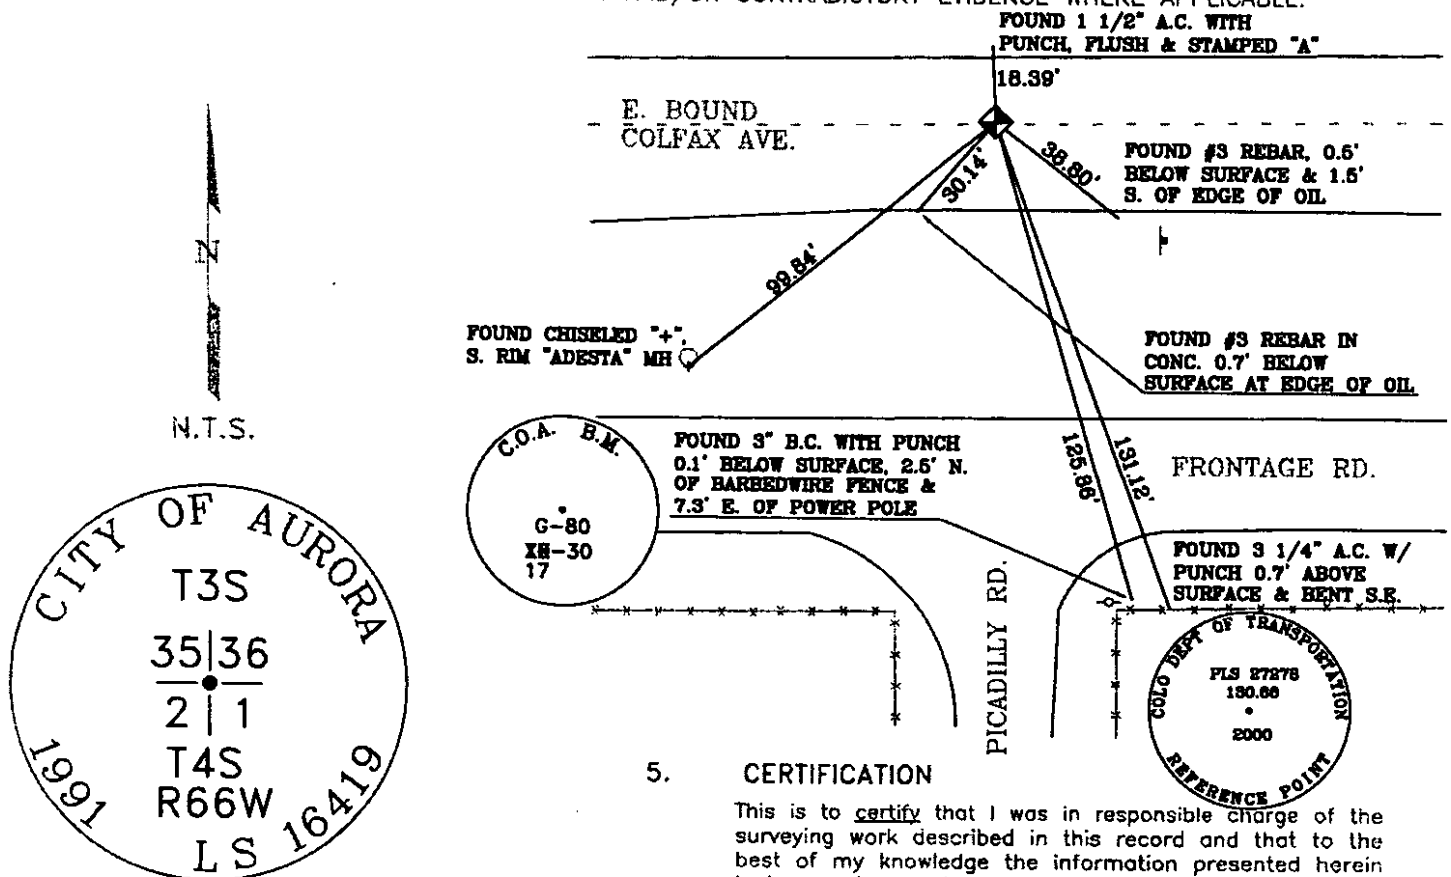 CONTRADICTORY EVIDENCE WHERE APPLICABLE.
FOUND 1 1/2" A.C. WITH
PUNCH, FLUSH & STAMPED "A"
18.39'
E. BOUND
COLFAX AVE.
30.14'
38.80'
FOUND #3 REBAR, 0.5'
BELOW SURFACE & 1.5'
S. OF EDGE OF OIL
99.84'
N
FOUND CHISELED "+",
S. RIM "ADESTA" MH
FOUND #3 REBAR IN
CONC. 0.7' BELOW
SURFACE AT EDGE OF OIL
N.T.S.
C.O.A. B.M.
G-80
-30
17
FOUND 3" B.C. WITH PUNCH
0.1' BELOW SURFACE, 2.5' N.
OF BARBEDWIRE FENCE &
7.3' E. OF POWER POLE
125.86'
131.12'
FRONTAGE RD.
FOUND 3 1/4" A.C. W/
PUNCH 0.7' ABOVE
SURFACE & BENT S.E.
PICADILLY RD.
CITY OF AURORA
T3S
35|36
2|1
T4S
R66W
1991
LS 16419
COLO DEPT OF TRANSPORTATION
PLS 27278
130.66
2000
REFERENCE POINT
5. CERTIFICATION
This is to certify that I was in responsible charge of the
surveying work described in this record and that to the
best of my knowledge the information presented herein